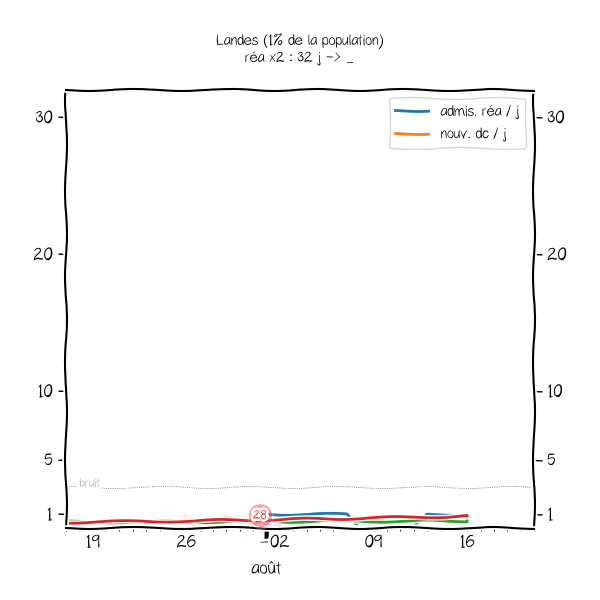 Landes (1% de la population)
réa x2 : 32 j -> _
admis. réa / j
nouv. dc / j
30
30
20
20
10
10
5
5
bruit
1
28
1
19
26
02
09
16
août